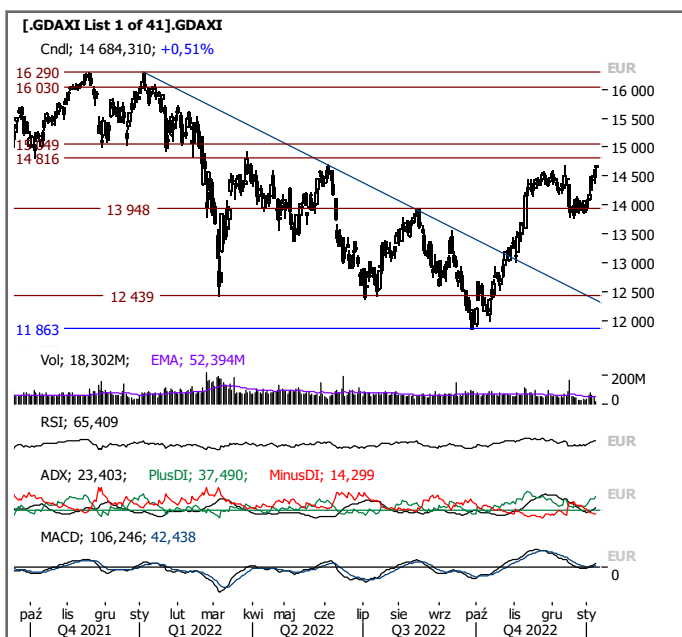 [.GDAXI List 1 of 41].GDAXI
Cndl; 14 684,310; +0,51%
EUR
16 290
16 030
16 000
15 500
15 000
14 816
14 500
14 000
13 948
13 500
13 000
12 500
12 439
12 000
11 863
Vol; 18,302M; EMA; 52,394M
200M
0
RSI; 65,409
EUR
ADX; 23,403; PlusDI; 37,490; MinusDI; 14,299
EUR
MACD; 106,246; 42,438
EUR
0
paź lis gru sty lut mar kwi maj cze lip sie wrz paź lis gru sty
Q4 2021 Q1 2022 Q2 2022 Q3 2022 Q4 2022